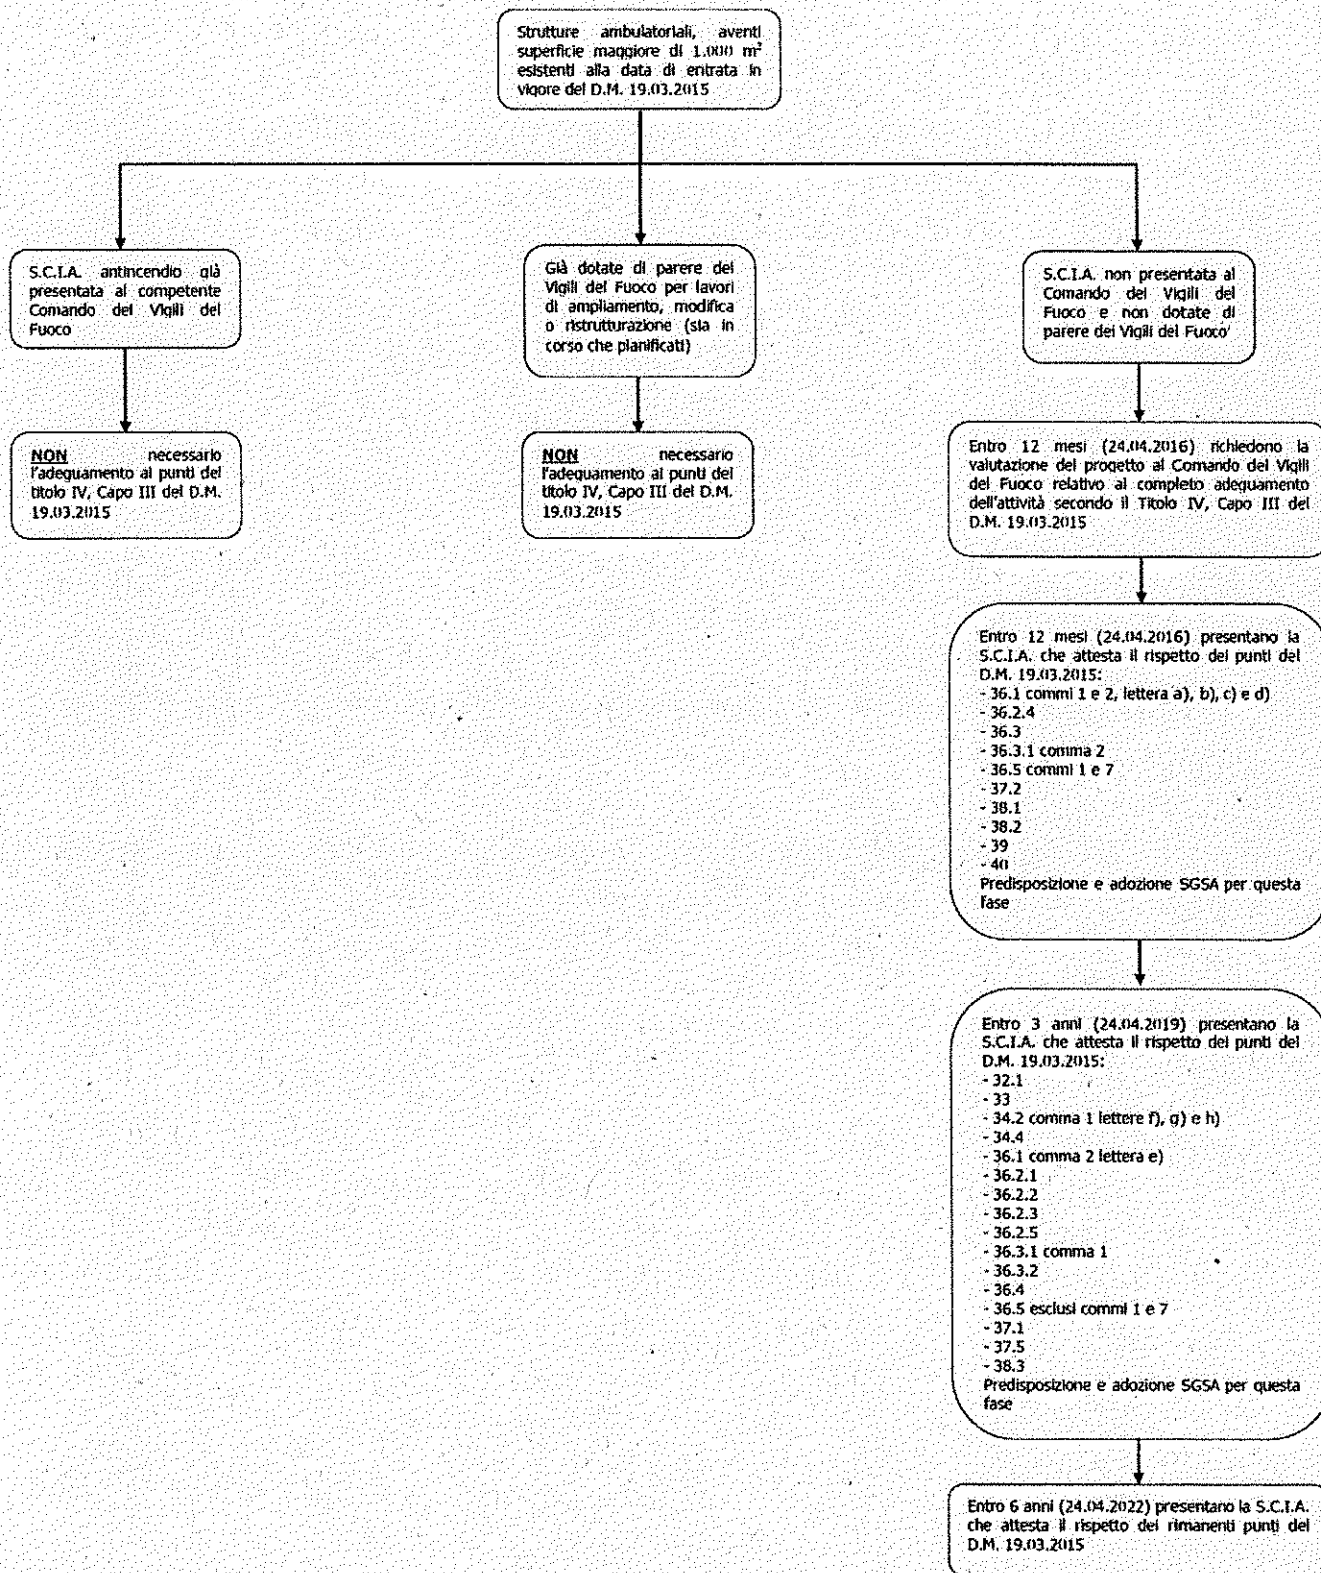 Strutture ambulatoriali, aventi
superficie maggiore di 1.000 m²
esistenti alla data di entrata in
vigore del D.M. 19.03.2015
S.C.I.A. antincendio già
presentata al competente
Comando dei Vigili del
Fuoco
Già dotate di parere dei
Vigili del Fuoco per lavori
di ampliamento, modifica
o ristrutturazione (sia in
corso che planificati)
S.C.I.A. non presentata al
Comando dei Vigili del
Fuoco e non dotate di
parere dei Vigili del Fuoco
NON necessario
l'adeguamento ai punti del
titolo IV, Capo III del D.M.
19.03.2015
NON necessario
l'adeguamento ai punti del
titolo IV, Capo III del D.M.
19.03.2015
Entro 12 mesi (24.04.2016) richiedono la
valutazione del progetto al Comando dei Vigili
del Fuoco relativo al completo adeguamento
dell'attività secondo il Titolo IV, Capo III del
D.M. 19.03.2015
Entro 12 mesi (24.04.2016) presentano la
S.C.I.A. che attesta il rispetto dei punti del
D.M. 19.03.2015:
- 36.1 commi 1 e 2, lettera a), b), c) e d)
- 36.2.4
- 36.3
- 36.3.1 comma 2
- 36.5 commi 1 e 7
- 37.2
- 38.1
- 38.2
- 39
- 40
Predisposizione e adozione SGSA per questa
fase
Entro 3 anni (24.04.2019) presentano la
S.C.I.A. che attesta il rispetto dei punti del
D.M. 19.03.2015:
- 32.1
- 33
- 34.2 comma 1 lettere f), g) e h)
- 34.4
- 36.1 comma 2 lettera e)
- 36.2.1
- 36.2.2
- 36.2.3
- 36.2.5
- 36.3.1 comma 1
- 36.3.2
- 36.4
- 36.5 esclusi commi 1 e 7
- 37.1
- 37.5
- 38.3
Predisposizione e adozione SGSA per questa
fase
Entro 6 anni (24.04.2022) presentano la S.C.I.A.
che attesta il rispetto dei rimanenti punti del
D.M. 19.03.2015